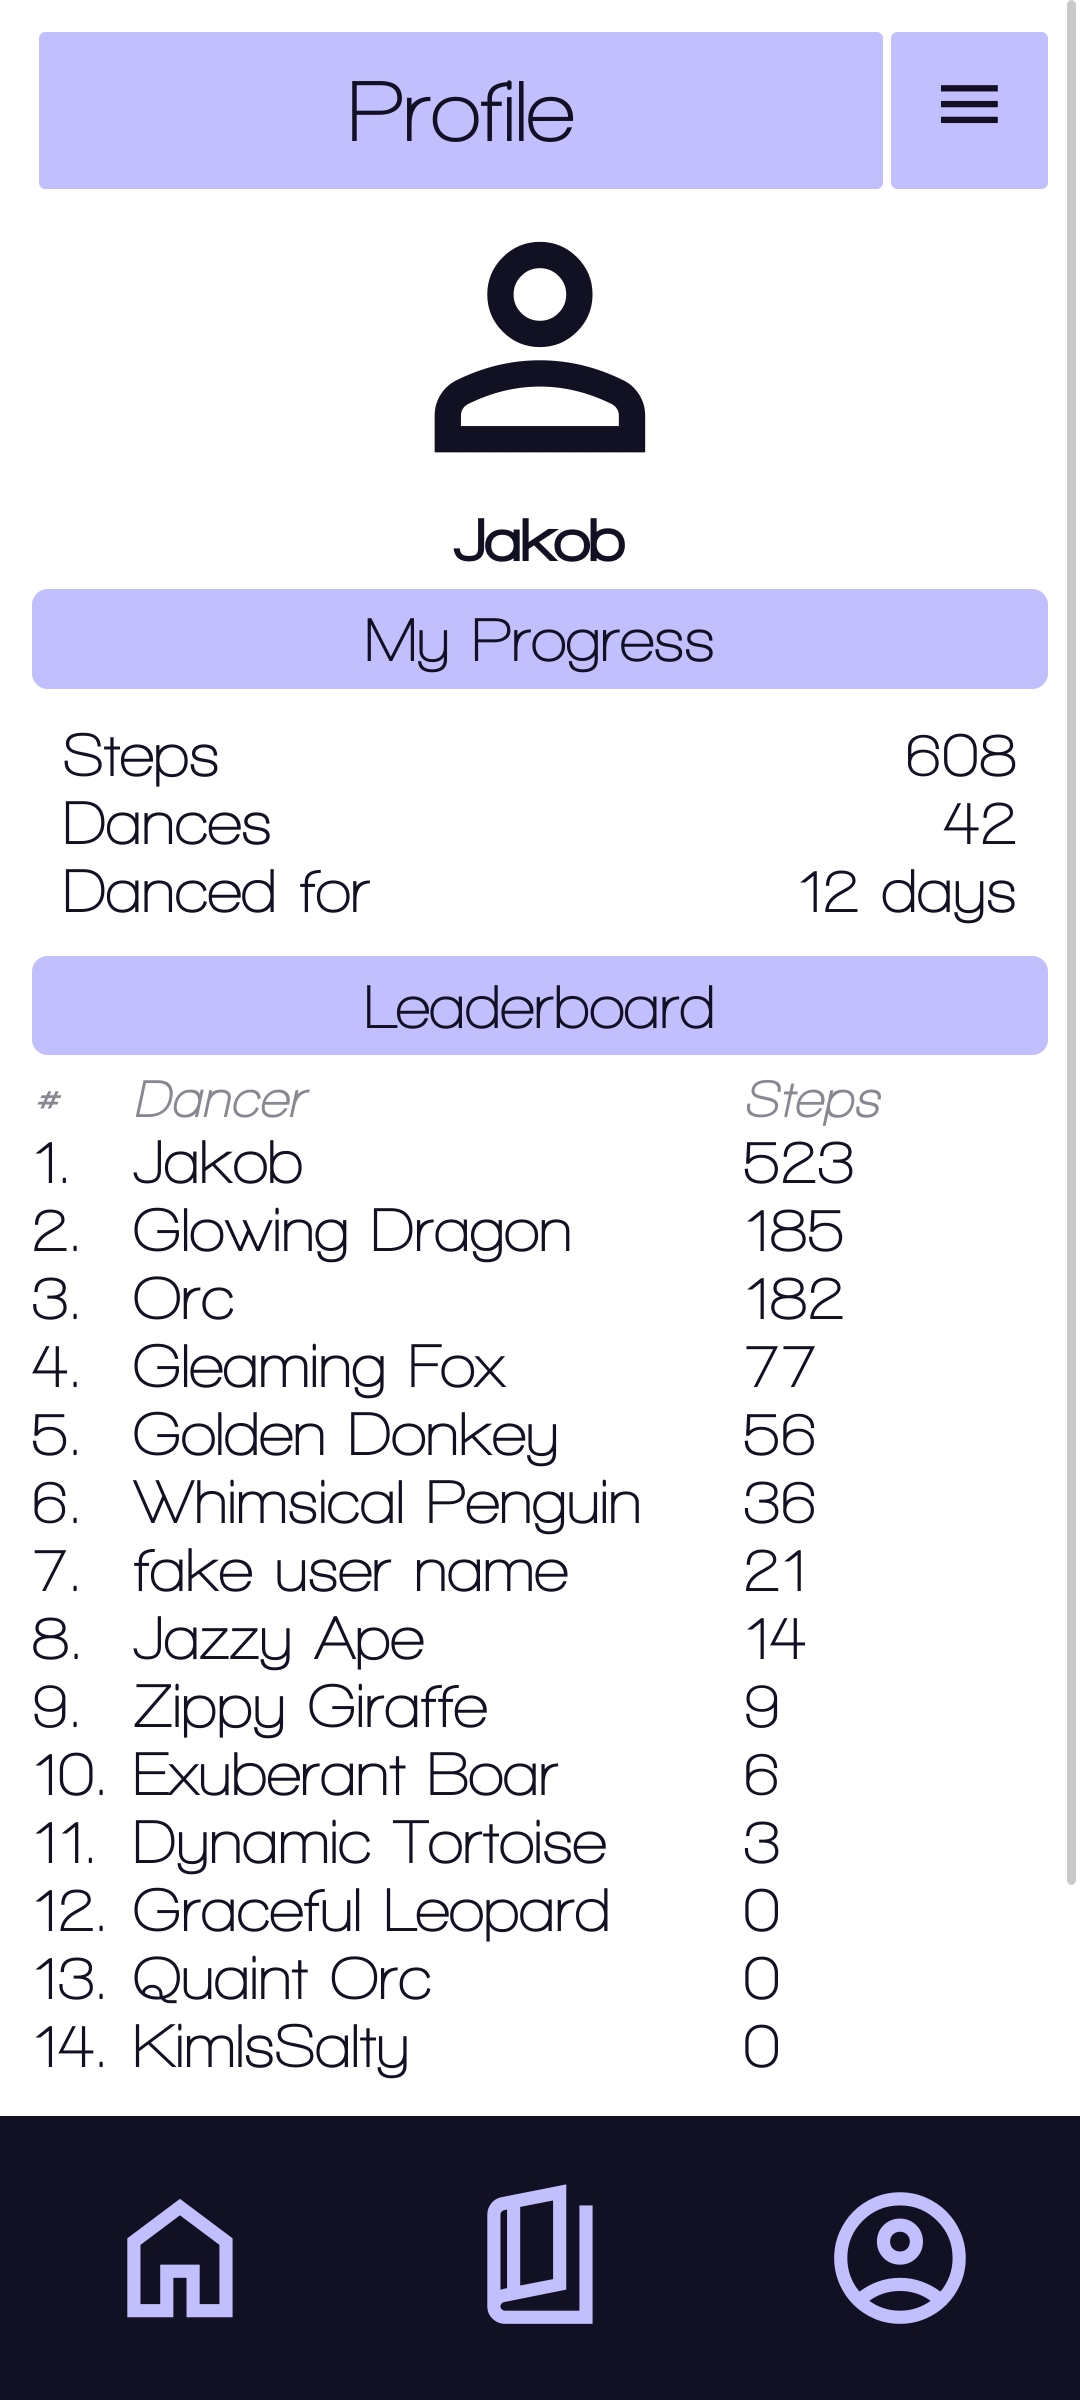 Profile
Jakob
My Progress
Steps 608
Dances 42
Danced for 12 days
Leaderboard
# Dancer Steps
1. Jakob 523
2. Glowing Dragon 185
3. Orc 182
4. Gleaming Fox 77
5. Golden Donkey 56
6. Whimsical Penguin 36
7. fake user name 21
8. Jazzy Ape 14
9. Zippy Giraffe 9
10. Exuberant Boar 6
11. Dynamic Tortoise 3
12. Graceful Leopard 0
13. Quaint Orc 0
14. KimIsSalty 0